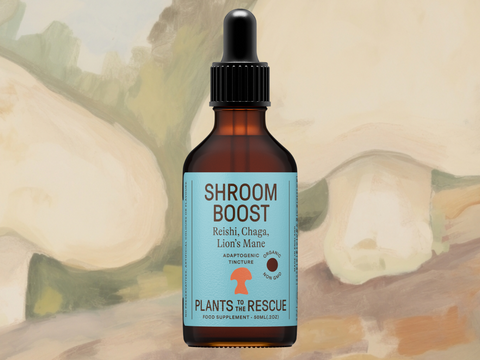 SHROOM
BOOST
Reishi, Chaga,
Lion's Mane
ADAPTOGENIC
TINCTURE
ORGANIC
NON GMO
PLANTS TO THE RESCUE
FOOD SUPPLEMENT - 59ML(2OZ)